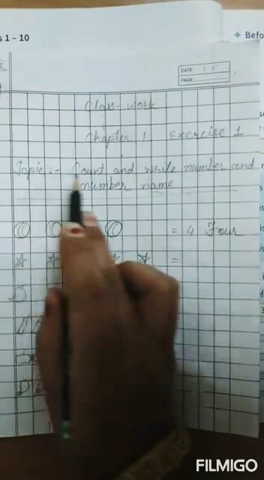 s 1 - 10
Befo
DATE
PAGE
Class-work
Chapter 1 Exercise 1
Topic :- Count and write number and
number name
= 4 Four
=
FILMIGO